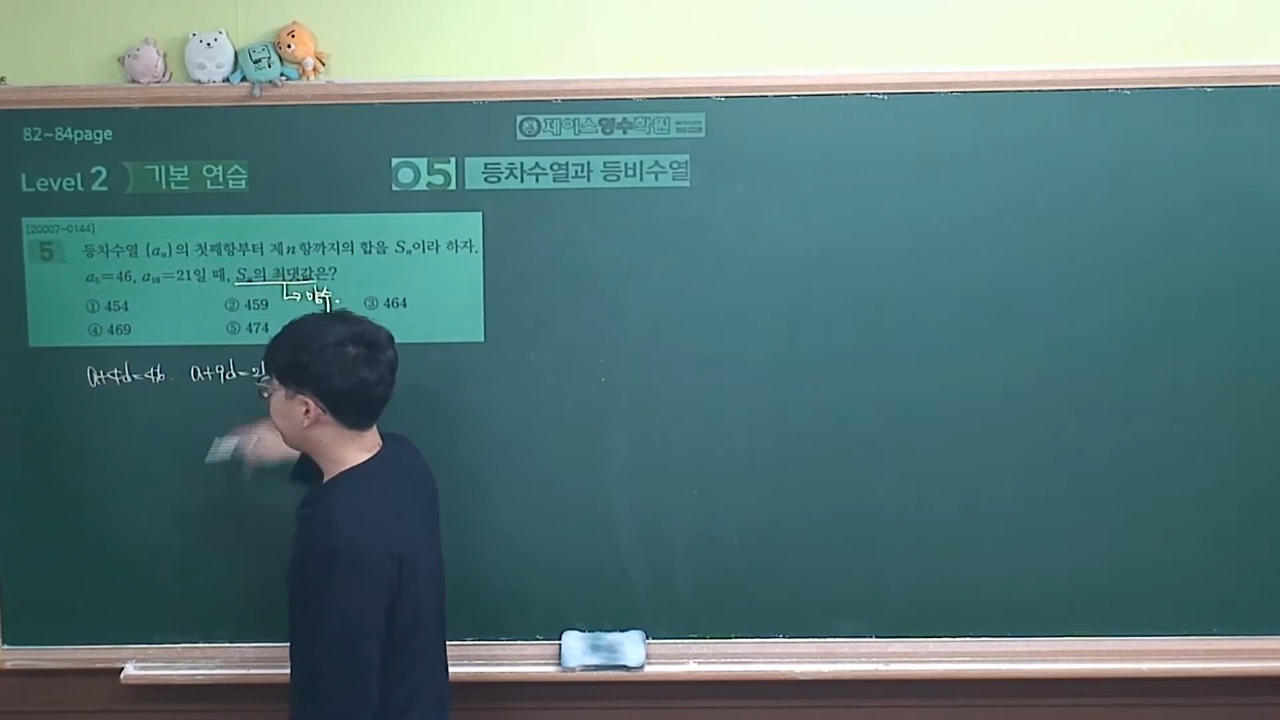 82~84page
제이스영수학원
Level 2 기본 연습
05 등차수열과 등비수열
[20007-0144]
5 등차수열 {aₙ}의 첫째항부터 제n항까지의 합을 Sₙ이라 하자.
a₅=46, a₁₀=21일 때, Sₙ의 최댓값은?
↳ 양수.
① 454 ② 459 ③ 464
④ 469 ⑤ 474
a+4d=46. a+9d=21